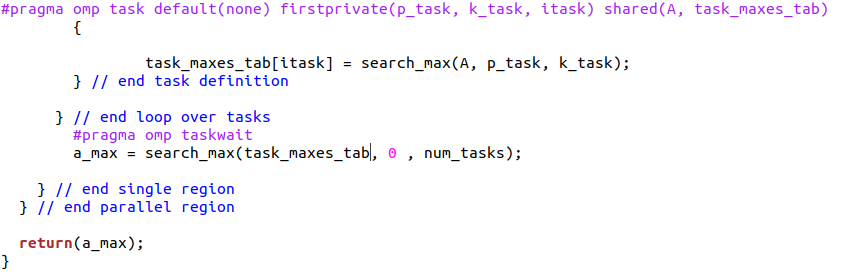 #pragma omp task default(none) firstprivate(p_task, k_task, itask) shared(A, task_maxes_tab)
{
task_maxes_tab[itask] = search_max(A, p_task, k_task);
} // end task definition
} // end loop over tasks
#pragma omp taskwait
a_max = search_max(task_maxes_tab, 0 , num_tasks);
} // end single region
} // end parallel region
return(a_max);
}